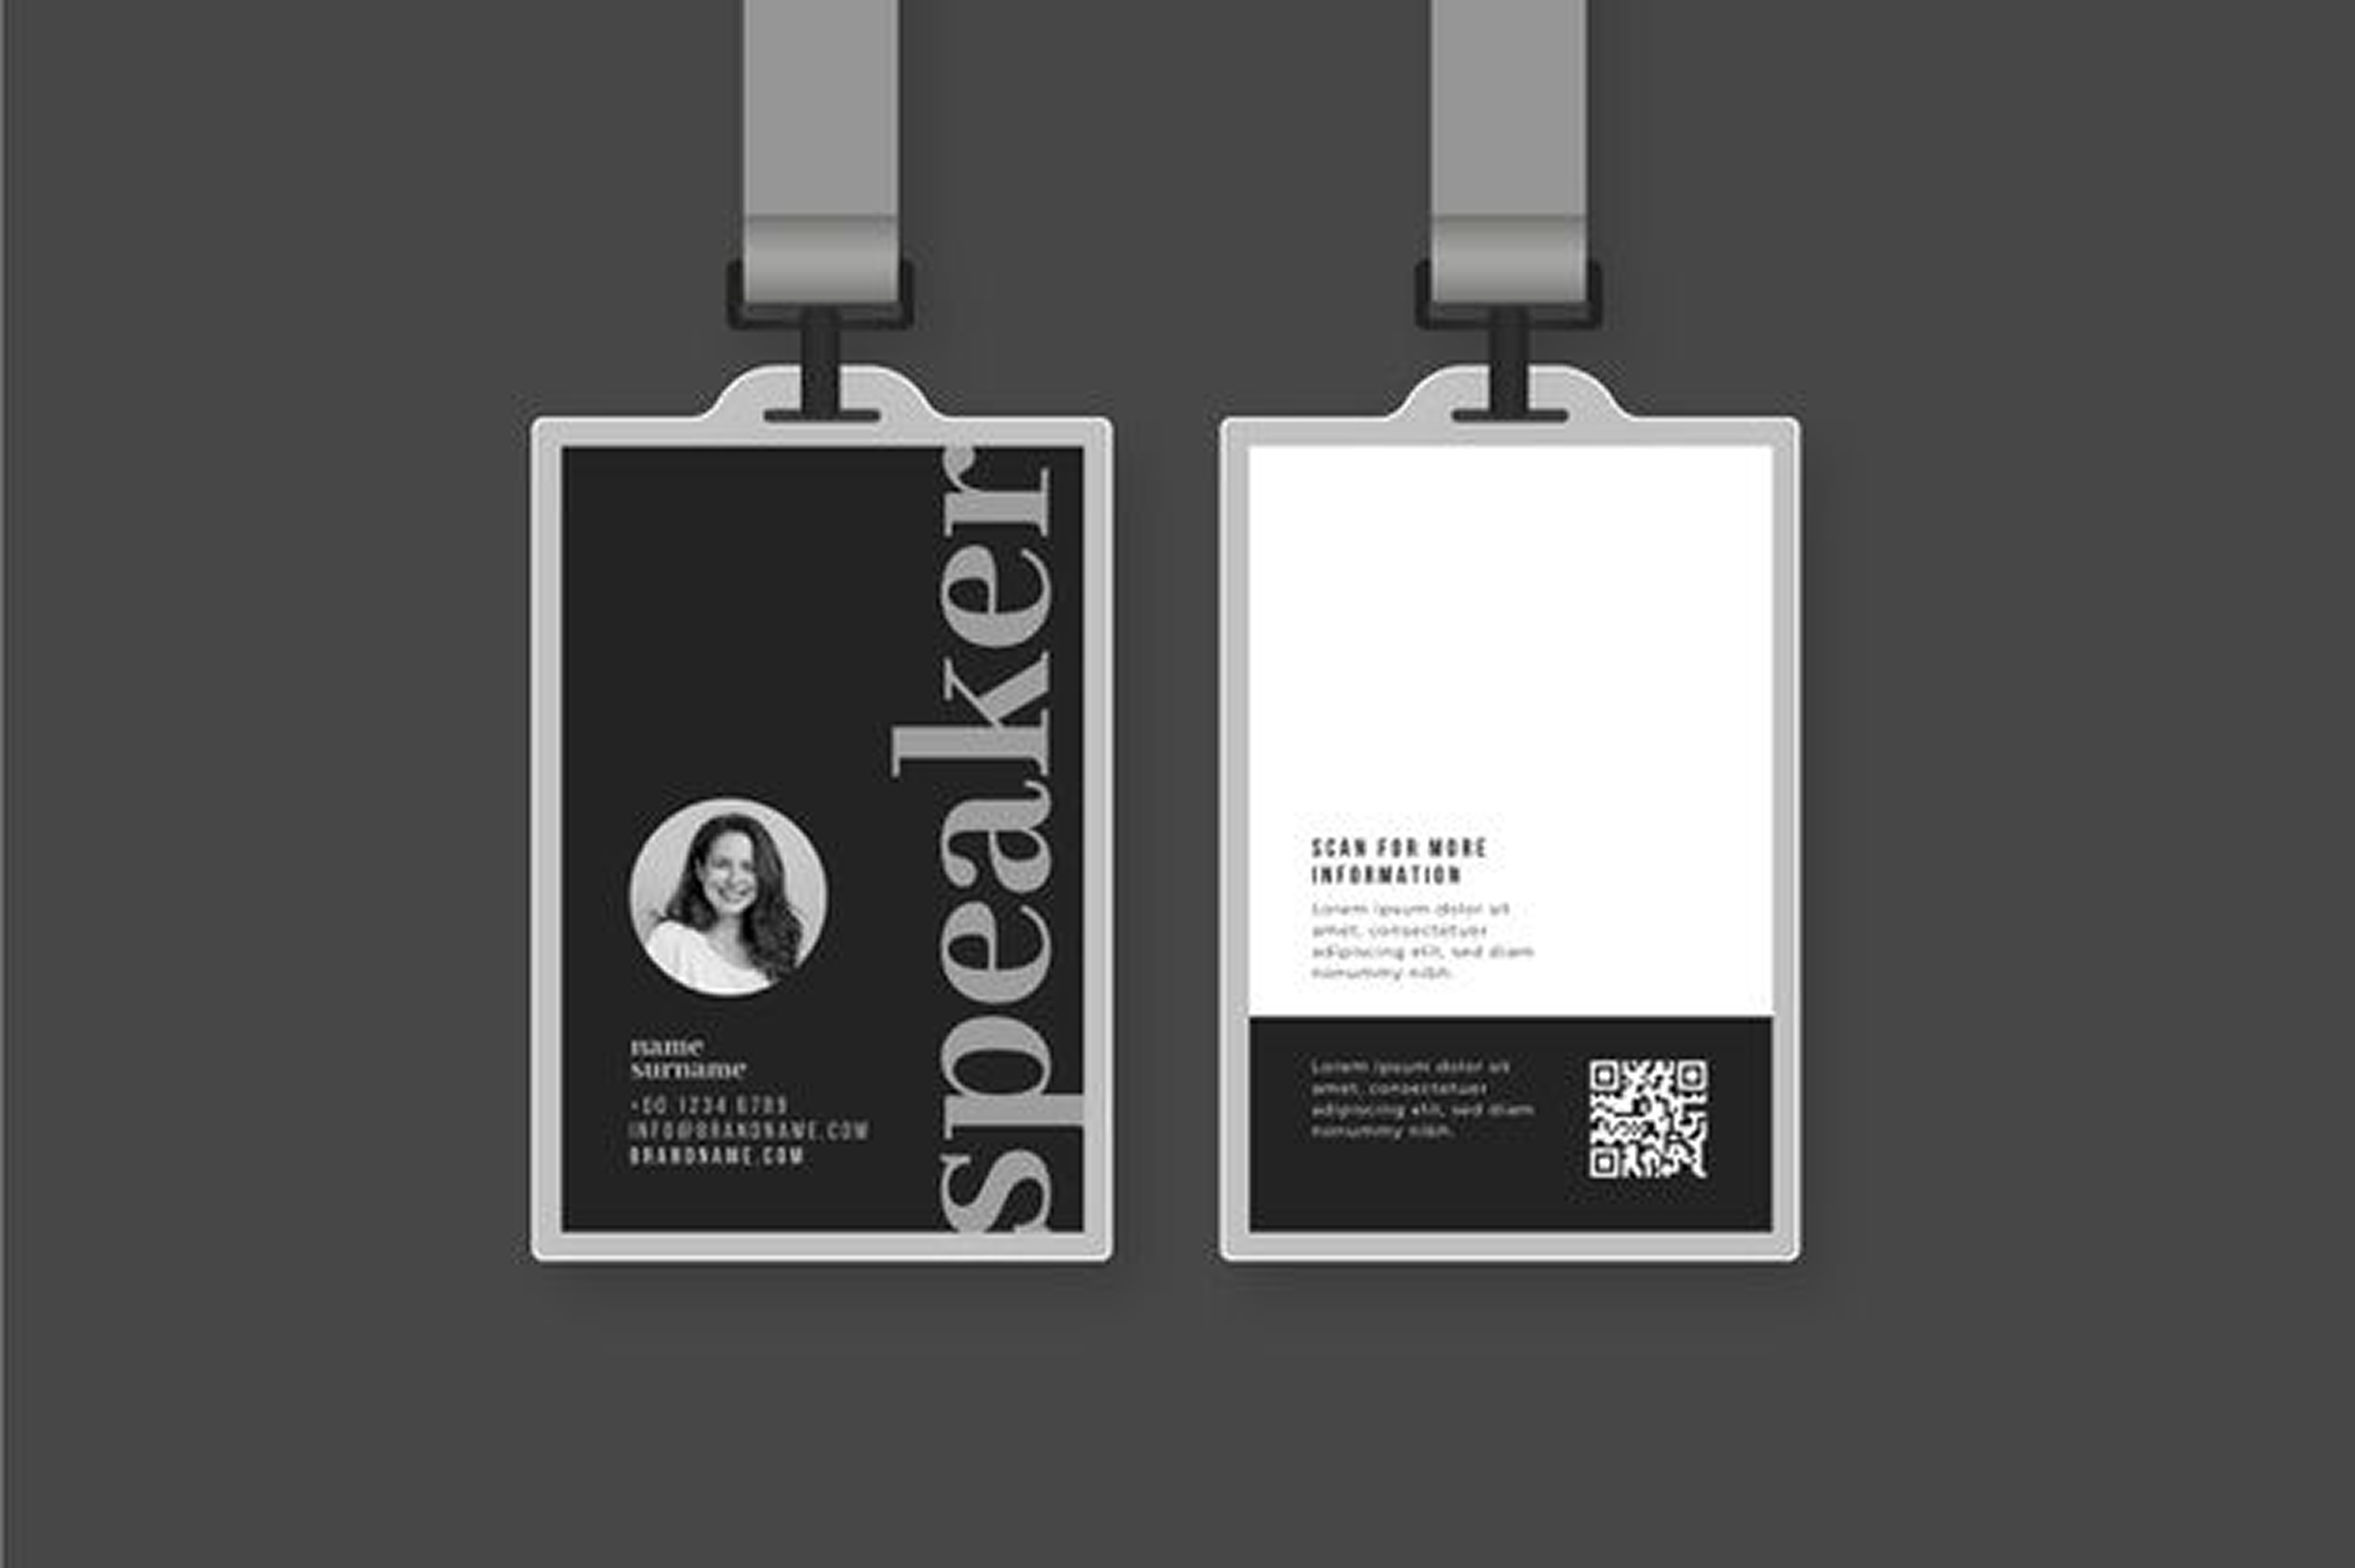 speaker
name
surname
+00 1234 6789
INFO@BRANDNAME.COM
BRANDNAME.COM
SCAN FOR MORE
INFORMATION
Lorem ipsum dolor sit
amet, consectetuer
adipiscing elit, sed diam
nonummy nibh.
Lorem ipsum dolor sit
amet, consectetuer
adipiscing elit, sed diam
nonummy nibh.